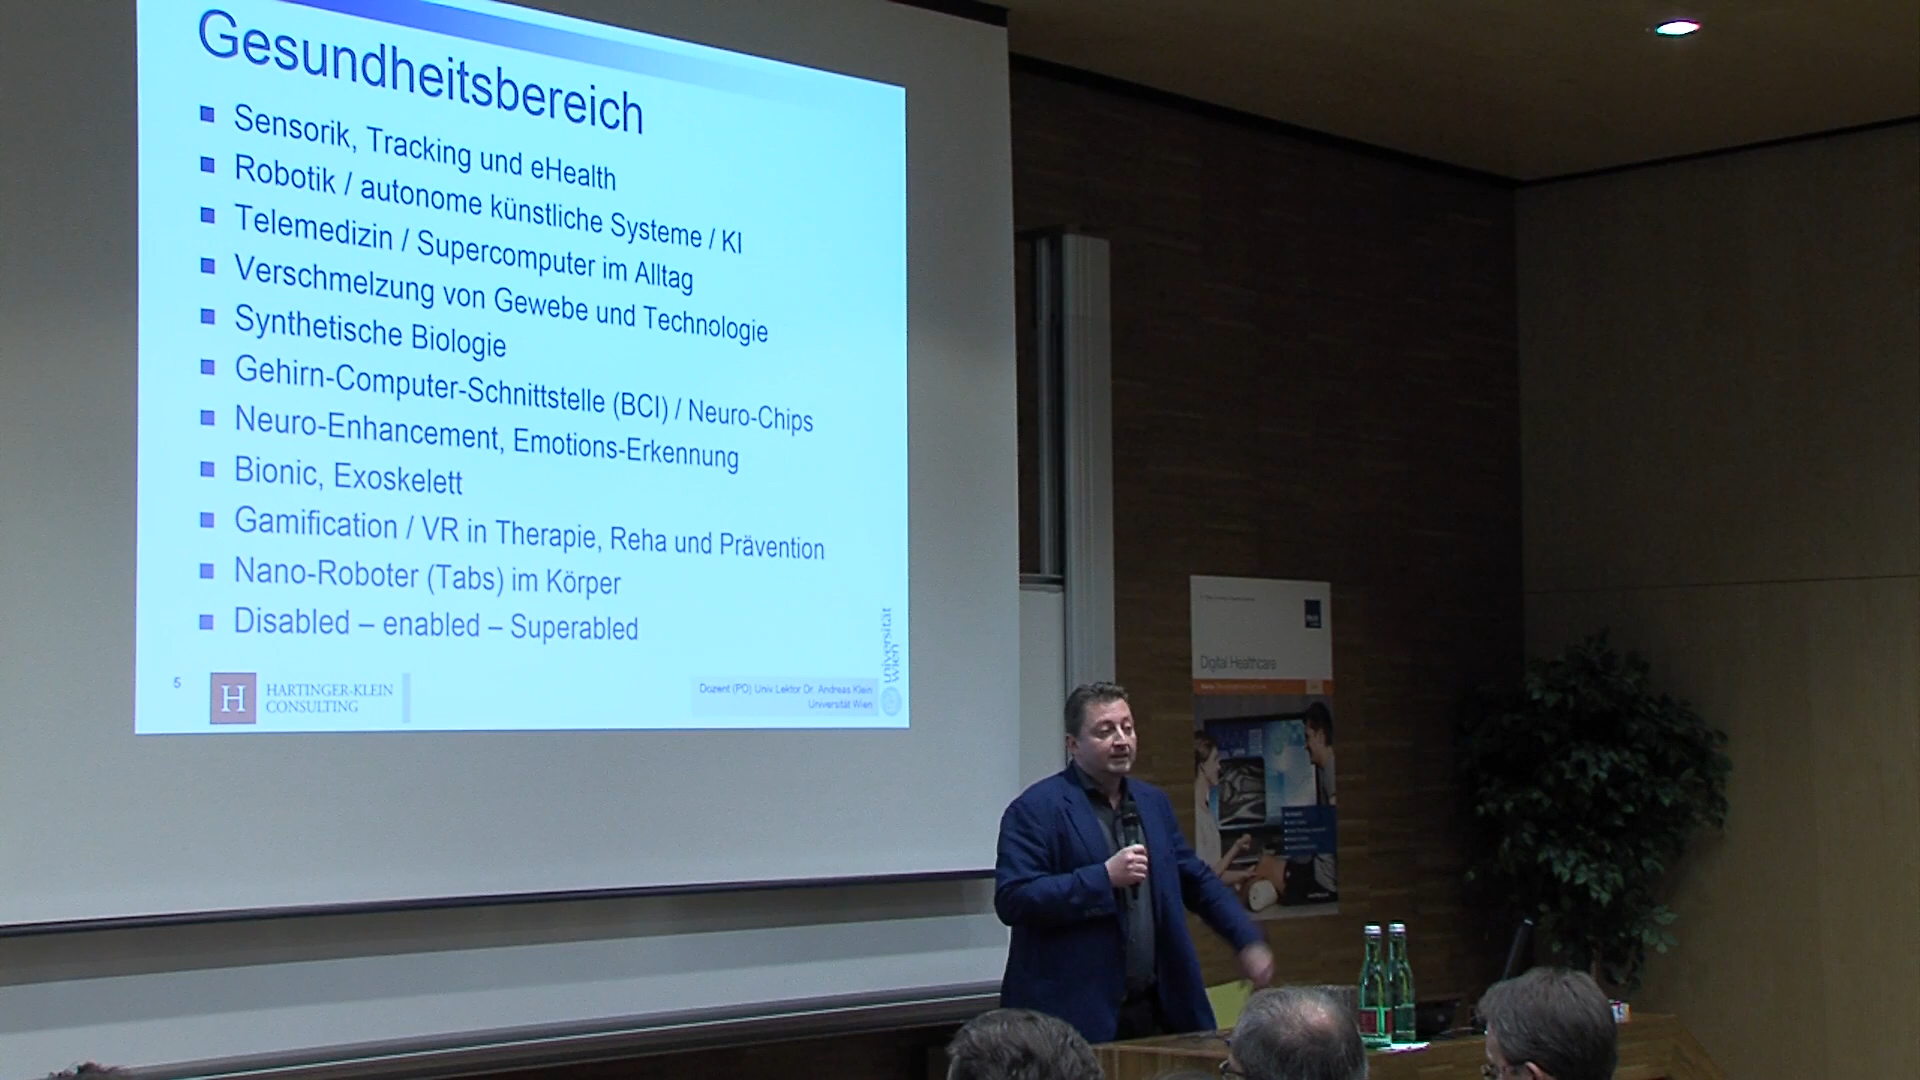 Gesundheitsbereich
Sensorik, Tracking und eHealth
Robotik / autonome künstliche Systeme / KI
Telemedizin / Supercomputer im Alltag
Verschmelzung von Gewebe und Technologie
Synthetische Biologie
Gehirn-Computer-Schnittstelle (BCI) / Neuro-Chips
Neuro-Enhancement, Emotions-Erkennung
Bionic, Exoskelett
Gamification / VR in Therapie, Reha und Prävention
Nano-Roboter (Tabs) im Körper
Disabled – enabled – Superabled
5
H
HARTINGER-KLEIN
CONSULTING
Dozent (PD) Univ Lektor Dr. Andreas Klein
Universität Wien
universität
wien
Digital Healthcare